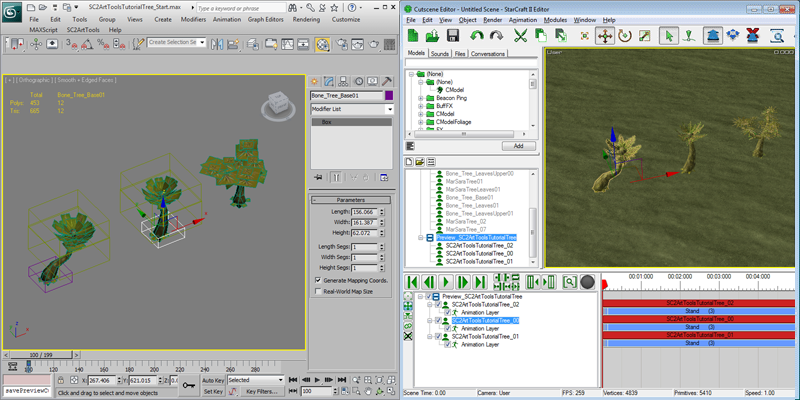 SC2ArtToolsTutorialTree_Start.max
Edit Tools Group Views Create Modifiers Animation Graph Editors Rendering
MAXScript SC2ArtTools Help
Create Selection Se
[ + ] [ Orthographic ] [ Smooth + Edged Faces ]
Total Bone_Tree_Base01
Polys: 453 12
Tris: 665 12
Bone_Tree_Base01
Modifier List
Box
Parameters
Length: 156.066
Width: 161.387
Height: 62.072
Length Segs: 1
Width Segs: 1
Height Segs: 1
Generate Mapping Coords.
Real-World Map Size
100 / 199
100
savePreviewD
X: 267.406 Y: 621.015 Z: 0.0
Click and drag to select and move objects
Auto Key Selected
Set Key Key Filters...
100
Cutscene Editor - Untitled Scene - StarCraft II Editor
File Edit View Object Render Animation Modules Window Help
Models Sounds Files Conversations
(None)
(None)
CModel
Beacon Ping
BuffFX
CModel
CModelFoliage
FX
Add
User
Bone_Tree_LeavesUpper00
MarSaraTree01
MarSaraTreeLeaves01
Bone_Tree_Base01
Bone_Tree_Leaves01
Bone_Tree_LeavesUpper01
MarSaraTree_02
MarSaraTree_07
Preview_SC2ArtToolsTutorialTree
SC2ArtToolsTutorialTree_02
SC2ArtToolsTutorialTree_00
SC2ArtToolsTutorialTree_01
00:01:000 00:02:000 00:03:000 00:04:000
Preview_SC2ArtToolsTutorialTree
SC2ArtToolsTutorialTree_02
Animation Layer
SC2ArtToolsTutorialTree_00
Animation Layer
SC2ArtToolsTutorialTree_01
Animation Layer
SC2ArtToolsTutorialTree_02
Stand (3)
SC2ArtToolsTutorialTree_00
Stand (3)
SC2ArtToolsTutorialTree_01
Stand (3)
Scene Time: 00.00 Camera: User FPS: 259 Vertices: 4839 Primitives: 5410 Speed: 1.00